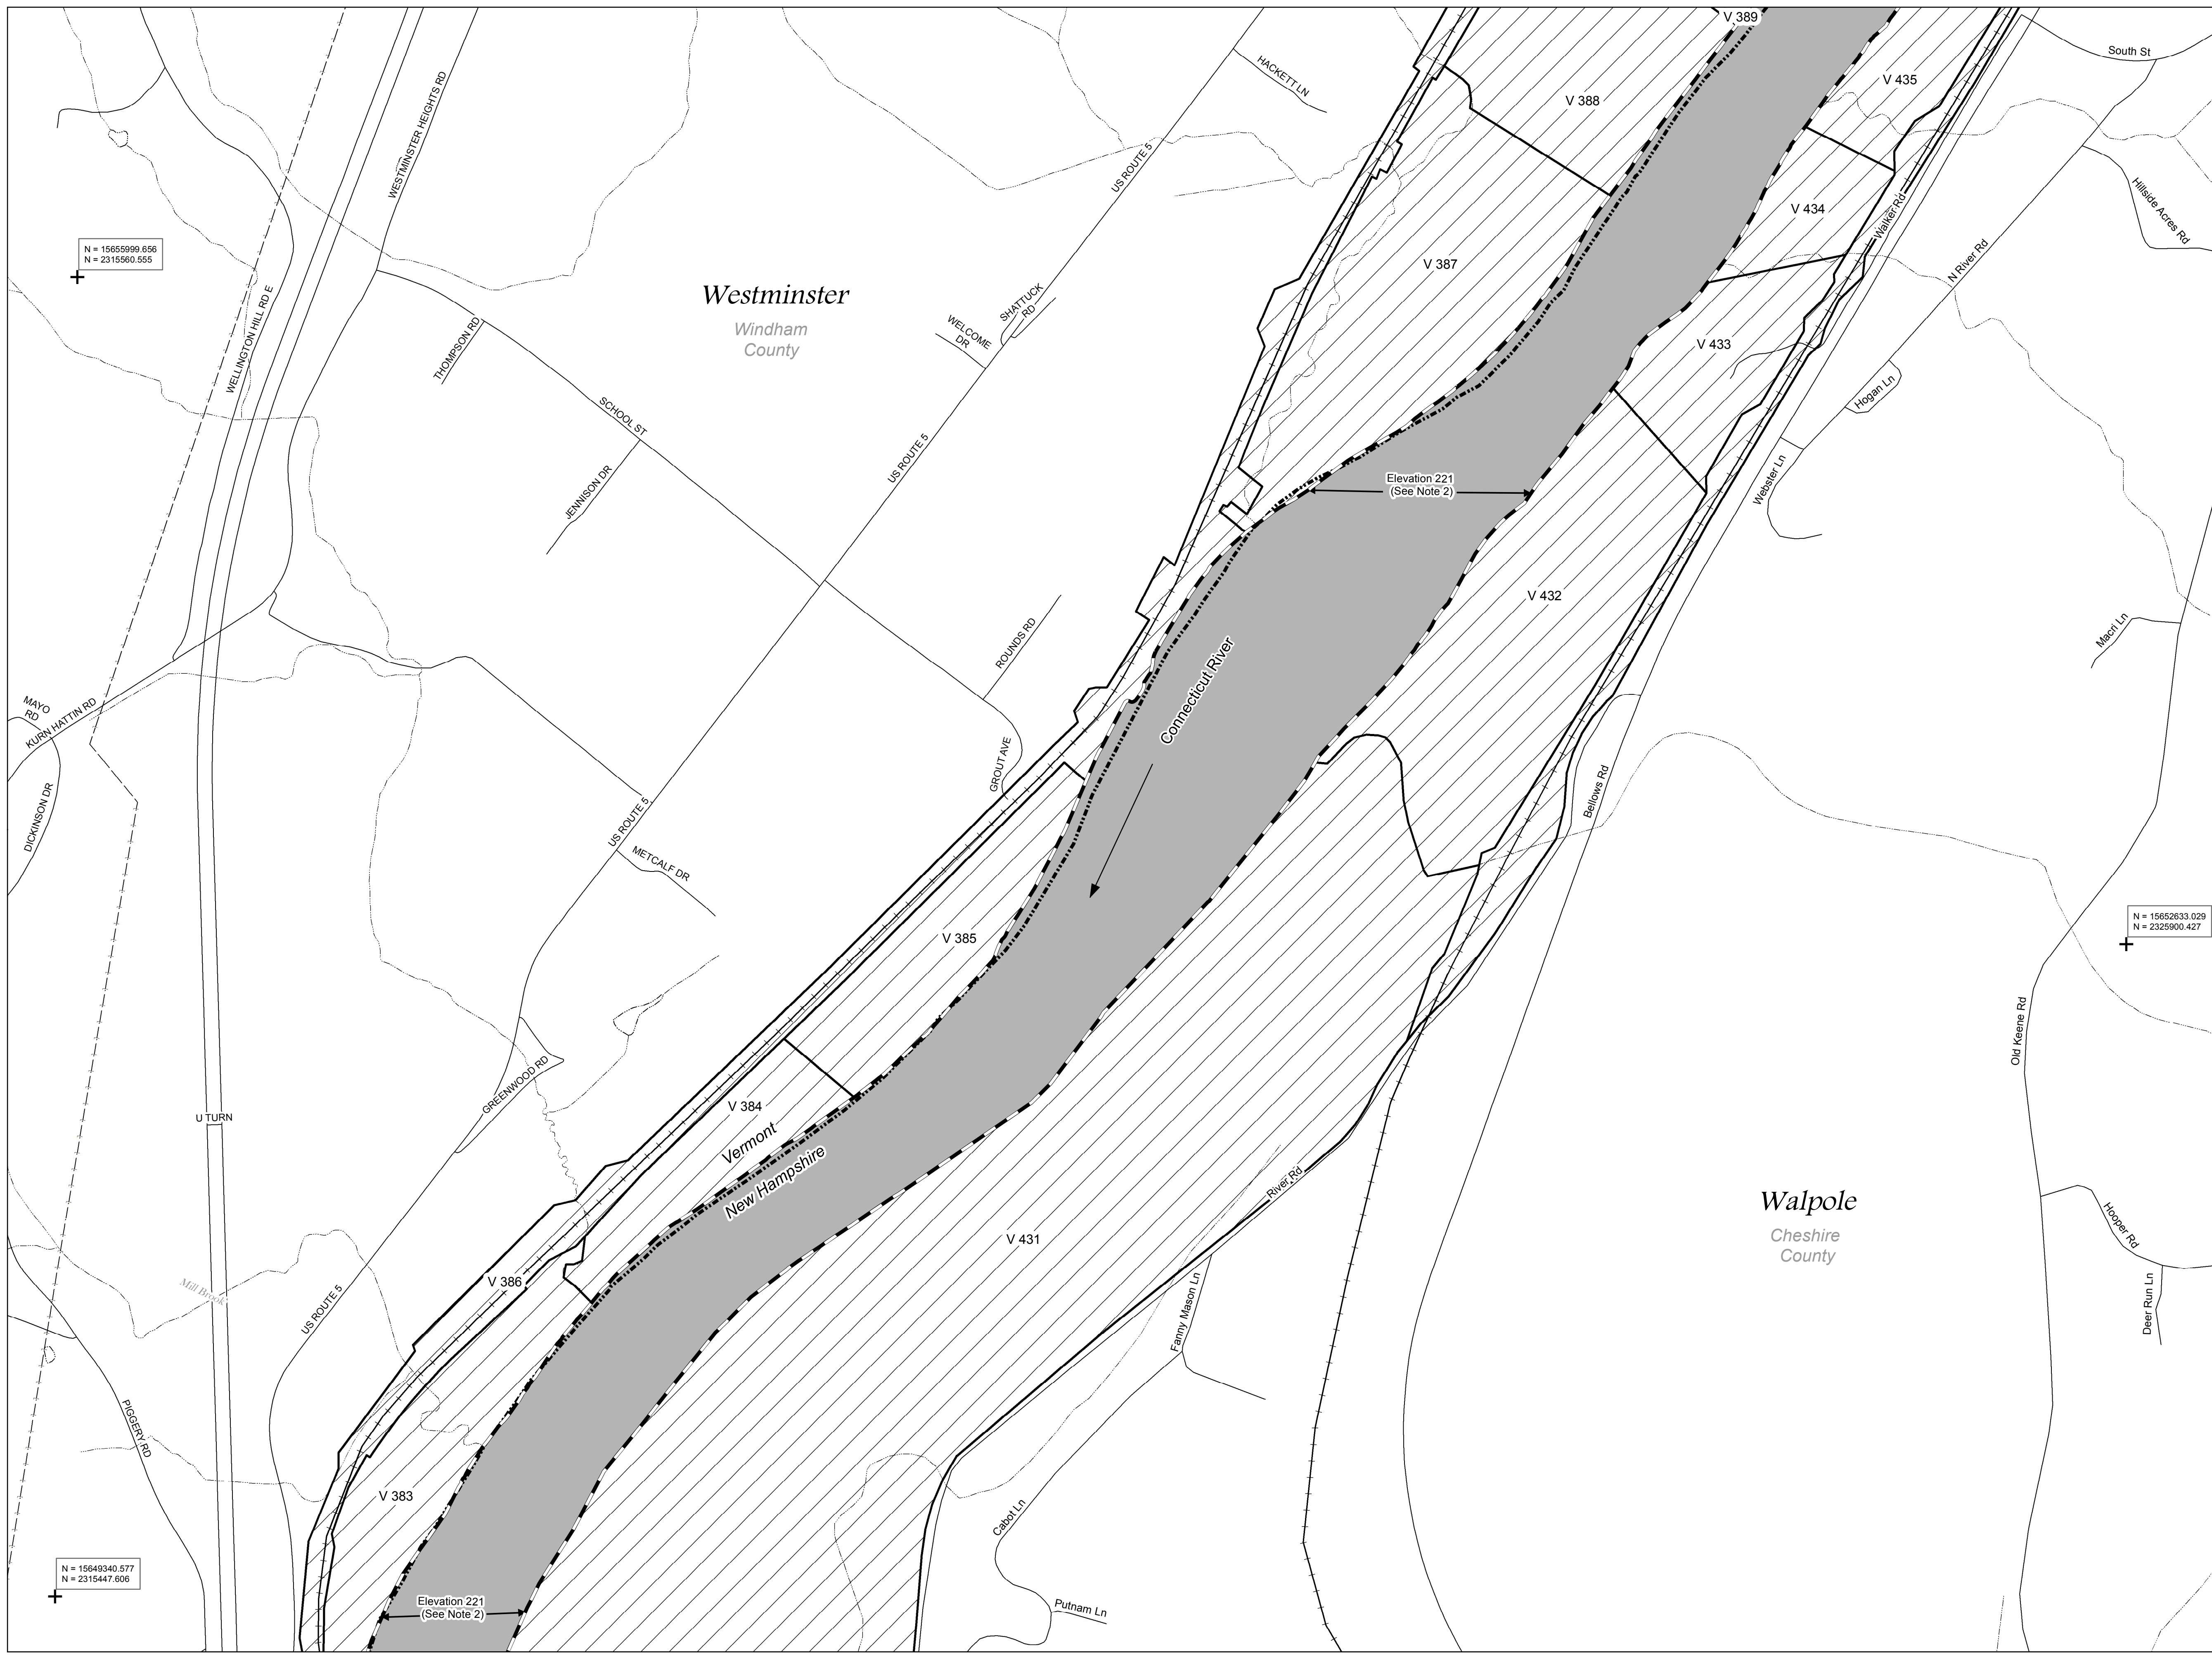 V 389
South St
HACKETT LN
V 435
V 388
WESTMINSTER HEIGHTS RD
US ROUTE 5
Hillside Acres Rd
V 434
Walker Rd
N = 15655999.656
N = 2315560.555
V 387
N River Rd
Westminster
Windham
County
SHATTUCK
RD
WELCOME
DR
WELLINGTON HILL RD E
THOMPSON RD
V 433
Hogan Ln
SCHOOL ST
US ROUTE 5
JENNISON DR
Elevation 221
(See Note 2)
Webster Ln
V 432
ROUNDS RD
Macri Ln
Connecticut River
MAYO
RD
KURN HATTIN RD
GROUT AVE
Bellows Rd
DICKINSON DR
US ROUTE 5
METCALF DR
N = 15652633.029
N = 2325900.427
V 385
Old Keene Rd
GREENWOOD RD
V 384
U TURN
Vermont
New Hampshire
River Rd
Walpole
Cheshire
County
V 431
Hooper Rd
V 386
Mill Brook
US ROUTE 5
Fanny Mason Ln
Deer Run Ln
PIGGERY RD
V 383
Cabot Ln
N = 15649340.577
N = 2315447.606
Elevation 221
(See Note 2)
Putnam Ln